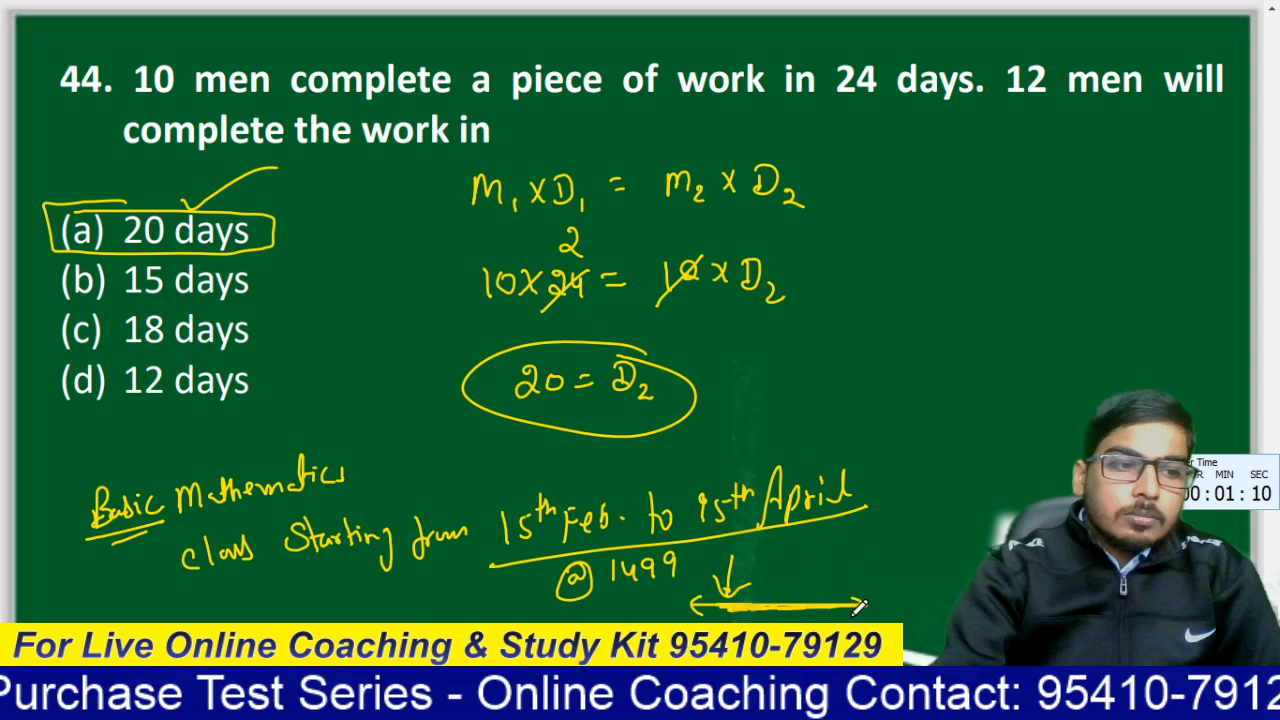 44. 10 men complete a piece of work in 24 days. 12 men will
complete the work in
M₁ × D₁ = M₂ × D₂
(a) 20 days
2
(b) 15 days
10 × 24 = 12 × D₂
(c) 18 days
(d) 12 days
20 = D₂
Basic Mathematics
class Starting from 15th Feb. to 15th April
@ 1499
MIN SEC
00:01:10
For Live Online Coaching & Study Kit 95410-79129
Purchase Test Series - Online Coaching Contact: 95410-7912